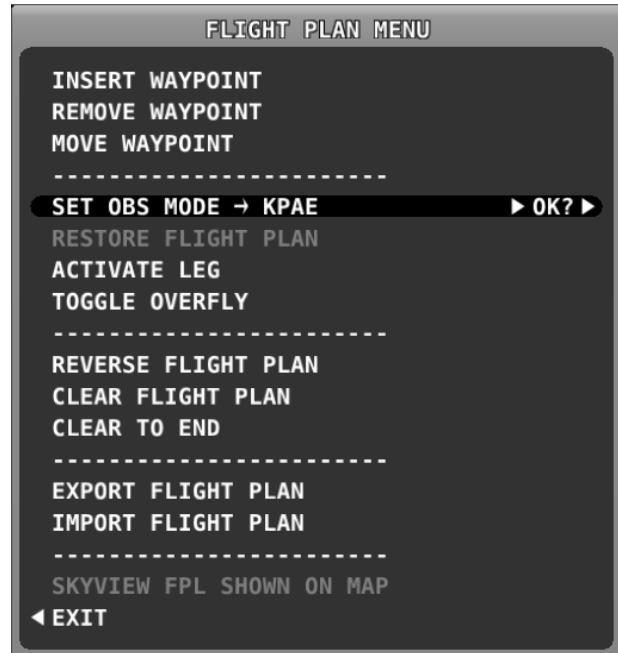 FLIGHT PLAN MENU
INSERT WAYPOINT
REMOVE WAYPOINT
MOVE WAYPOINT
------------------------
SET OBS MODE → KPAE ▶ OK? ▶
RESTORE FLIGHT PLAN
ACTIVATE LEG
TOGGLE OVERFLY
------------------------
REVERSE FLIGHT PLAN
CLEAR FLIGHT PLAN
CLEAR TO END
------------------------
EXPORT FLIGHT PLAN
IMPORT FLIGHT PLAN
------------------------
SKYVIEW FPL SHOWN ON MAP
◀ EXIT